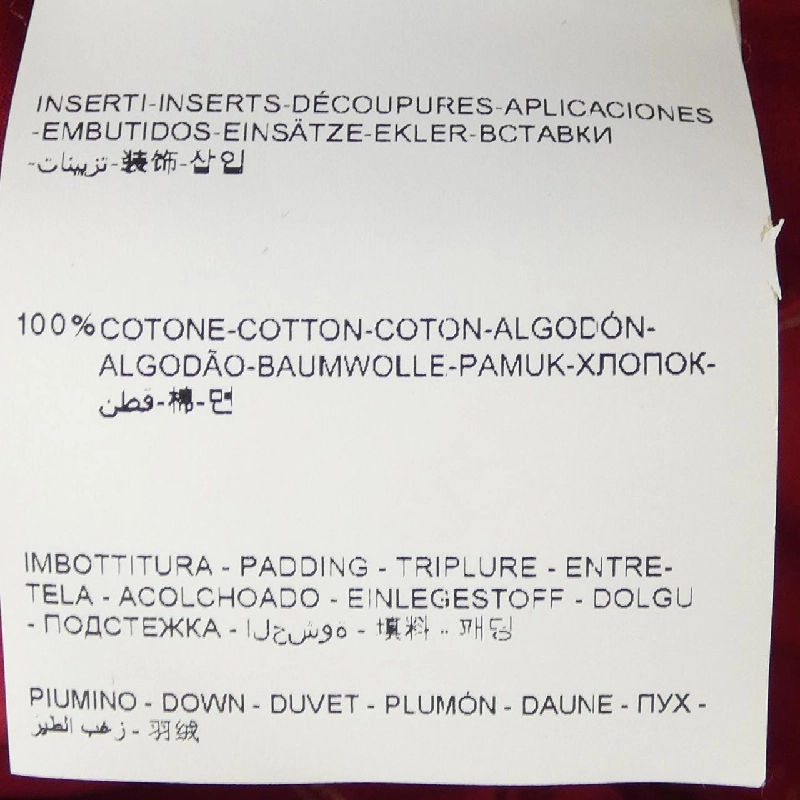 INSERTI-INSERTS-DÉCOUPURES-APLICACIONES
-EMBUTIDOS-EINSÄTZE-EKLER-ВСТАВКИ
-تزيينات-装饰-삽입
100% COTONE-COTTON-COTON-ALGODÓN-
ALGODÃO-BAUMWOLLE-PAMUK-ХЛОПОК-
قطن-棉-면
IMBOTTITURA - PADDING - TRIPLURE - ENTRE-
TELA - ACOLCHOADO - EINLEGESTOFF - DOLGU
- ПОДСТЕЖКА - الحشوة - 填料 - 패딩
PIUMINO - DOWN - DUVET - PLUMÓN - DAUNE - ПУХ -
زغب الطير - 羽绒